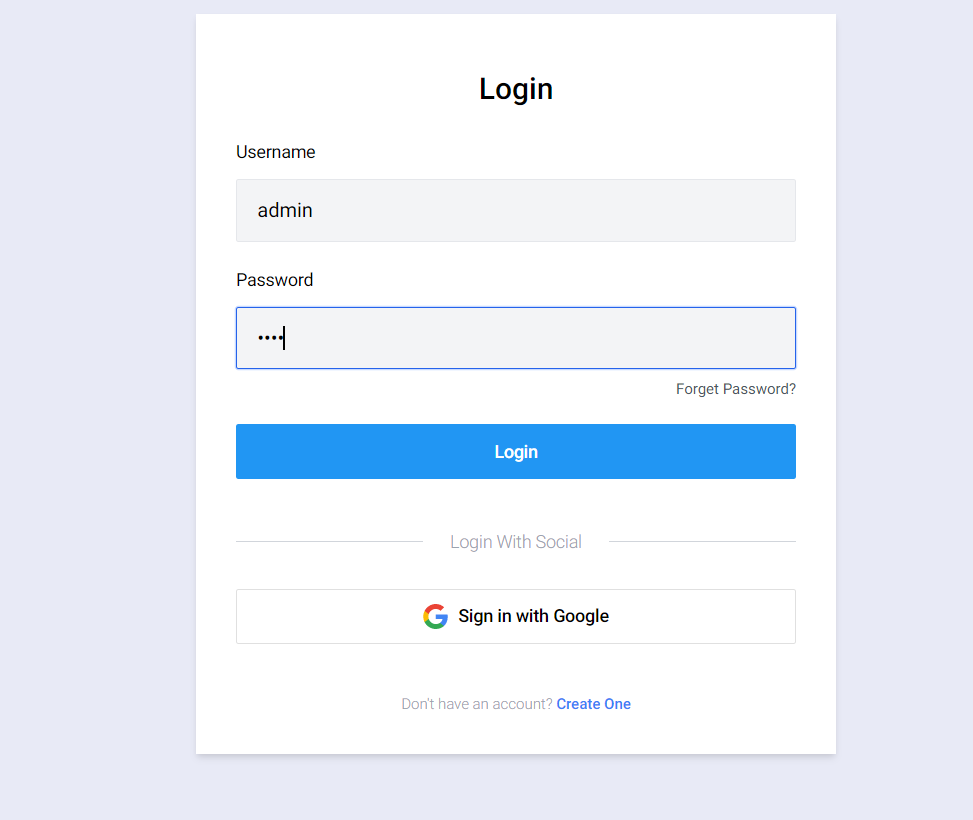 Login
Username
admin
Password
••••
Forget Password?
Login
Login With Social
Sign in with Google
Don't have an account? Create One